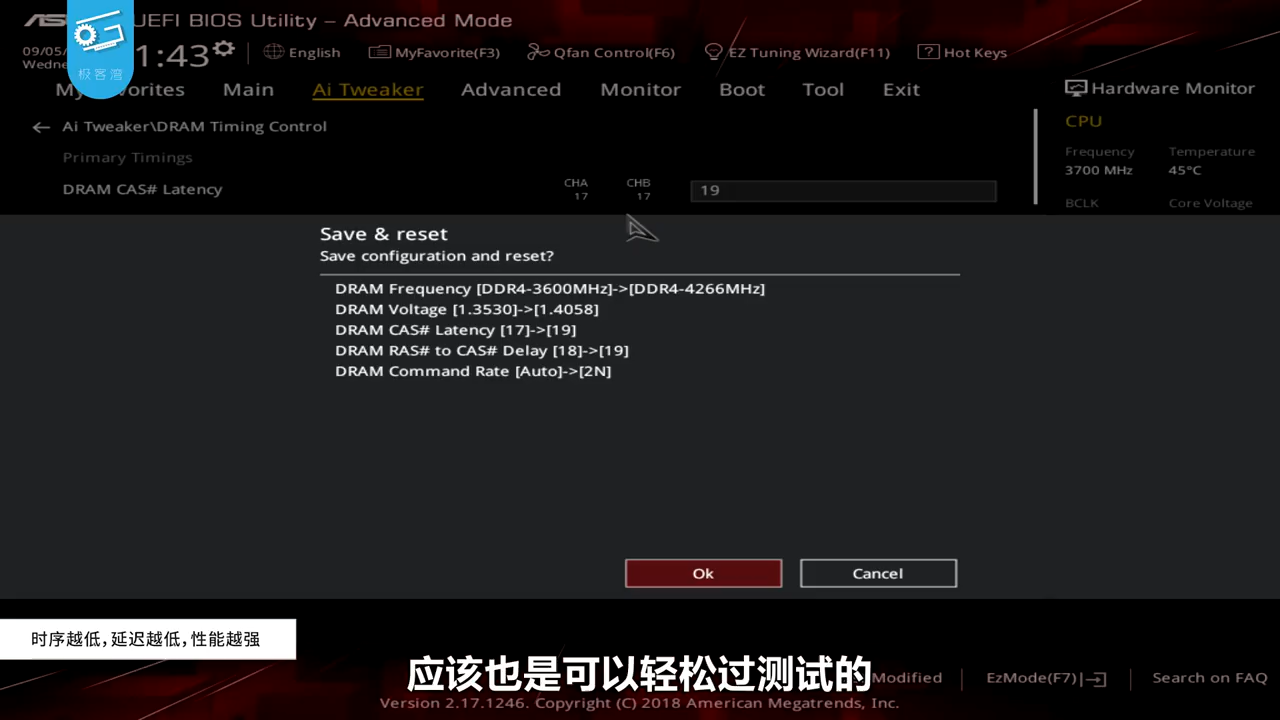 UEFI BIOS Utility – Advanced Mode
09/05/
1:43
English
MyFavorite(F3)
Qfan Control(F6)
EZ Tuning Wizard(F11)
? Hot Keys
极客湾
Main
Ai Tweaker
Advanced
Monitor
Boot
Tool
Exit
Hardware Monitor
← Ai Tweaker\DRAM Timing Control
CPU
Primary Timings
Frequency Temperature
3700 MHz 45°C
DRAM CAS# Latency
CHA
17
CHB
17
19
BCLK Core Voltage
Save & reset
Save configuration and reset?
DRAM Frequency [DDR4-3600MHz]->[DDR4-4266MHz]
DRAM Voltage [1.3530]->[1.4058]
DRAM CAS# Latency [17]->[19]
DRAM RAS# to CAS# Delay [18]->[19]
DRAM Command Rate [Auto]->[2N]
Ok
Cancel
时序越低,延迟越低,性能越强
应该也是可以轻松过测试的
Modified
EzMode(F7)
Search on FAQ
Version 2.17.1246. Copyright (C) 2018 American Megatrends, Inc.